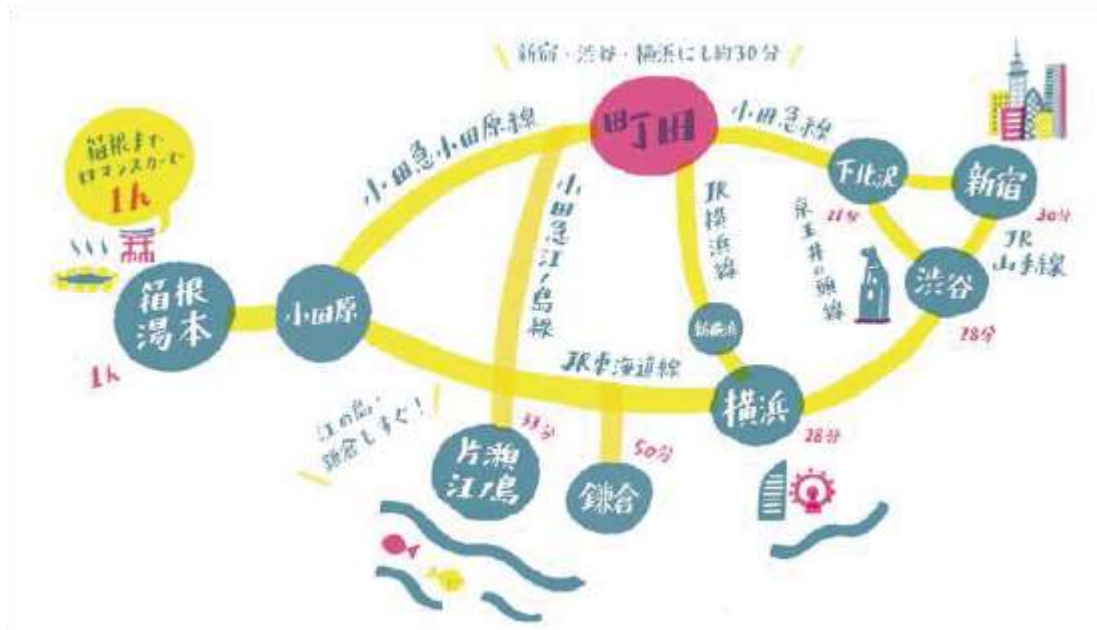 新宿・渋谷・横浜にも約30分
町田
小田急小田原線
小田急線
下北沢
21分
新宿
30分
箱根まで
ロマンスカーで
1h
小田急江ノ島線
JR横浜線
京王井の頭線
JR
山手線
渋谷
28分
箱根
湯本
1h
小田原
新横浜
JR東海道線
横浜
28分
江の島・
鎌倉もすぐ!
33分
片瀬
江ノ島
50分
鎌倉